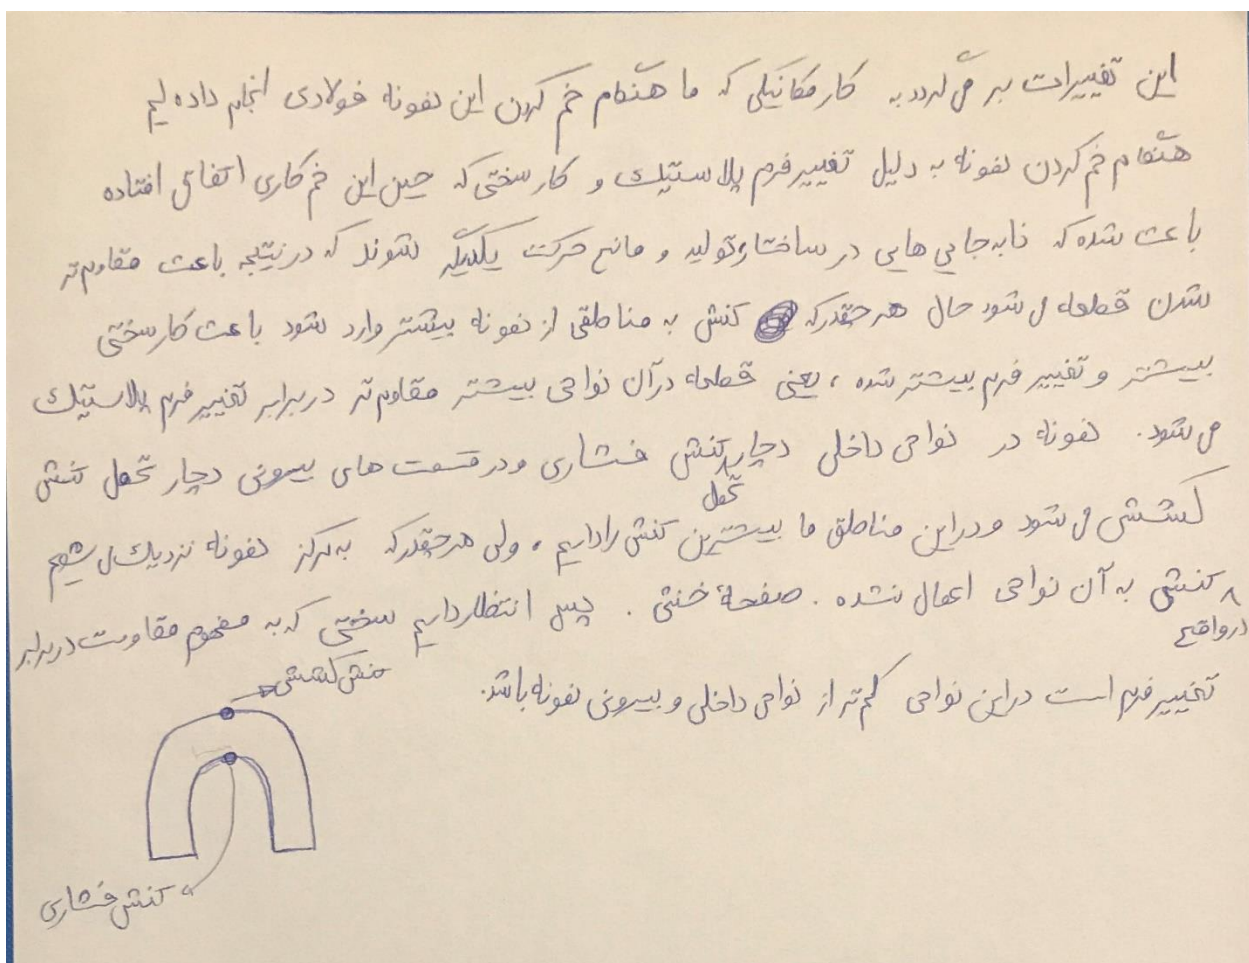 این تغییرات بر می گردد به کار مکانیکی که ما هنگام خم کردن این نمونه فولادی انجام داده ایم
هنگام خم کردن نمونه به دلیل تغییر فرم پلاستیک و کار سختی که حین این خم کاری اتفاق افتاده
باعث شده که نابه جایی هایی در ساختار تولید و مانع حرکت یکدیگر شوند که در نتیجه باعث مقاوم تر
شدن قطعه می شود حال هر چقدر که کنش به مناطقی از نمونه بیشتر وارد شود باعث کار سختی
بیشتر و تغییر فرم بیشتر شده ، یعنی قطعه در آن نواحی بیشتر مقاوم تر در برابر تغییر فرم پلاستیک
می شود. نمونه در نواحی داخلی دچار تحمل کنش فشاری و در قسمت های بیرونی دچار تحمل تنش
کششی می شود و در این مناطق ما بیشترین کنش را داریم ، ولی هر چقدر که به مرکز نمونه نزدیک می شویم
در واقع کنشی به آن نواحی اعمال نشده . صفحهٔ خنثی . پس انتظار داریم سختی که به مفهوم مقاومت در برابر
تغییر فرم است در این نواحی کم تر از نواحی داخلی و بیرونی نمونه باشد.
تنش کششی
کنش فشاری